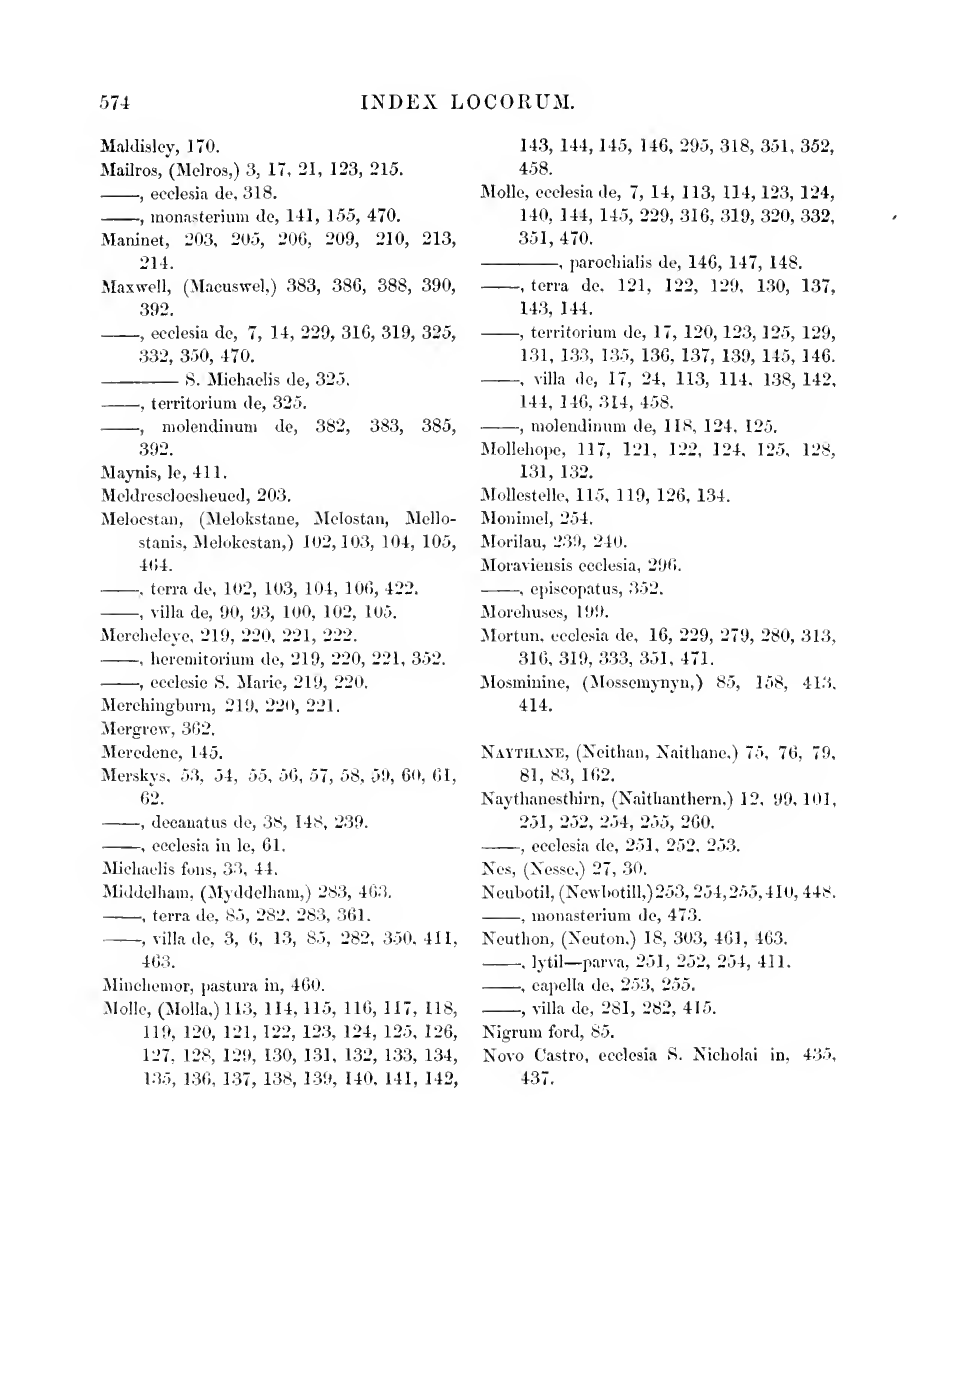 574 INDEX LOCORUM.
Maldisley, 170.
Mailros, (Melros,) 3, 17, 21, 123, 215.
——, ecclesia de, 318.
——, monasterium de, 141, 155, 470.
Maninet, 203, 205, 206, 209, 210, 213,
214.
Maxwell, (Macuswel,) 383, 386, 388, 390,
392.
——, ecclesia de, 7, 14, 229, 316, 319, 325,
332, 350, 470.
———— S. Michaelis de, 325.
——, territorium de, 325.
——, molendinum de, 382, 383, 385,
392.
Maynis, le, 411.
Meldrescloesheued, 203.
Melocstan, (Melokstane, Melostan, Mello-
stanis, Melokestan,) 102, 103, 104, 105,
464.
——, terra de, 102, 103, 104, 106, 422.
——, villa de, 90, 93, 100, 102, 105.
Mercheleye, 219, 220, 221, 222.
——, heremitorium de, 219, 220, 221, 352.
——, ecclesie S. Marie, 219, 220.
Merchingburn, 219, 220, 221.
Mergrew, 362.
Meredene, 145.
Merskys, 53, 54, 55, 56, 57, 58, 59, 60, 61,
62.
——, decanatus de, 38, 148, 239.
——, ecclesia in le, 61.
Michaelis fons, 33, 44.
Middelham, (Myddelham,) 283, 463.
——, terra de, 85, 282, 283, 361.
——, villa de, 3, 6, 13, 85, 282, 350, 411,
463.
Minchemor, pastura in, 460.
Molle, (Molla,) 113, 114, 115, 116, 117, 118,
119, 120, 121, 122, 123, 124, 125, 126,
127, 128, 129, 130, 131, 132, 133, 134,
135, 136, 137, 138, 139, 140, 141, 142,
143, 144, 145, 146, 295, 318, 351, 352,
458.
Molle, ecclesia de, 7, 14, 113, 114, 123, 124,
140, 144, 145, 229, 316, 319, 320, 332,
351, 470.
————, parochialis de, 146, 147, 148.
——, terra de, 121, 122, 129, 130, 137,
143, 144.
——, territorium de, 17, 120, 123, 125, 129,
131, 133, 135, 136, 137, 139, 145, 146.
——, villa de, 17, 24, 113, 114, 138, 142,
144, 146, 314, 458.
——, molendinum de, 118, 124, 125.
Mollehope, 117, 121, 122, 124, 125, 128,
131, 132.
Mollestelle, 115, 119, 126, 134.
Monimel, 254.
Morilau, 239, 240.
Moraviensis ecclesia, 296.
——, episcopatus, 352.
Morehuses, 199.
Mortun, ecclesia de, 16, 229, 279, 280, 313,
316, 319, 333, 351, 471.
Mosminine, (Mossemynyn,) 85, 158, 413,
414.
NAYTHANE, (Neithan, Naithane,) 75, 76, 79,
81, 83, 162.
Naythanesthirn, (Naithanthern,) 12, 99, 101,
251, 252, 254, 255, 260.
——, ecclesia de, 251, 252, 253.
Nes, (Nesse,) 27, 30.
Neubotil, (Newbotill,) 253, 254, 255, 410, 448.
——, monasterium de, 473.
Neuthon, (Neuton,) 18, 303, 461, 463.
——, lytil—parva, 251, 252, 254, 411.
——, capella de, 253, 255.
——, villa de, 281, 282, 415.
Nigrum ford, 85.
Novo Castro, ecclesia S. Nicholai in, 435,
437.